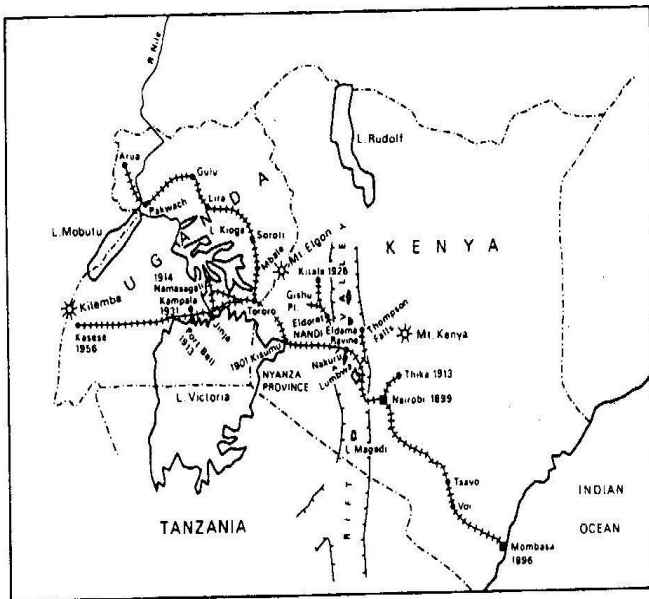 R. Nile
L. Rudolf
Arua
Gulu
Pakwach
Lira
L. Kioga
Soroti
L. Mobutu
UGANDA
KENYA
Mbale
Mt. Elgon
Kilembe
1914
Namasagali
Kampala
1931
Kitale 1926
Gishu
Pl.
Eldoret
NANDI
Eldama
Ravine
Thompson
Falls
Mt. Kenya
Tororo
Jinja
Port Bell
1913
Kasese
1956
1901 Kisumu
Nakuru
Lumbwa
NYANZA
PROVINCE
Thika 1913
Nairobi 1899
L. Victoria
L. Magadi
RIFT VALLEY
Tsavo
Voi
INDIAN
OCEAN
TANZANIA
Mombasa
1896